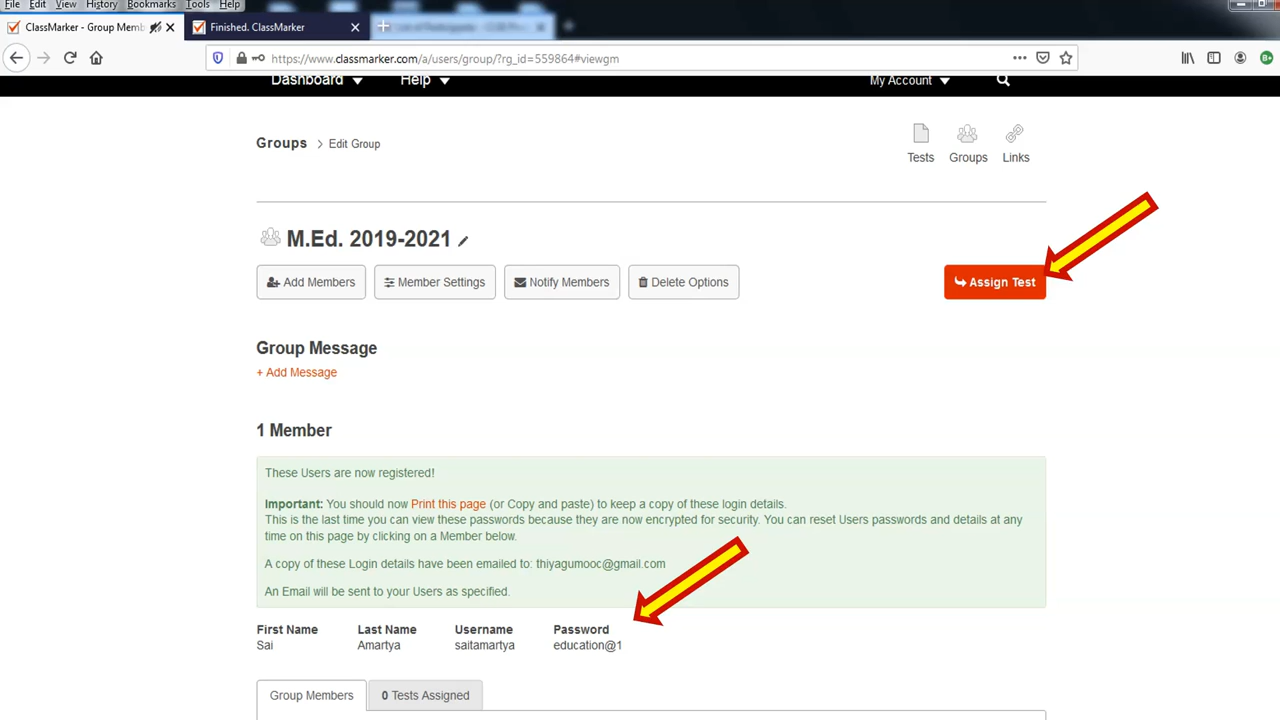 File Edit View History Bookmarks Tools Help
ClassMarker - Group Memb
Finished. ClassMarker
https://www.classmarker.com/a/users/group/?rg_id=559864#viewgm
Dashboard Help My Account
Groups > Edit Group
Tests Groups Links
M.Ed. 2019-2021
Add Members Member Settings Notify Members Delete Options Assign Test
Group Message
+ Add Message
1 Member
These Users are now registered!
Important: You should now Print this page (or Copy and paste) to keep a copy of these login details.
This is the last time you can view these passwords because they are now encrypted for security. You can reset Users passwords and details at any
time on this page by clicking on a Member below.
A copy of these Login details have been emailed to: thiyagumooc@gmail.com
An Email will be sent to your Users as specified.
First Name Last Name Username Password
Sai Amartya saitamartya education@1
Group Members 0 Tests Assigned